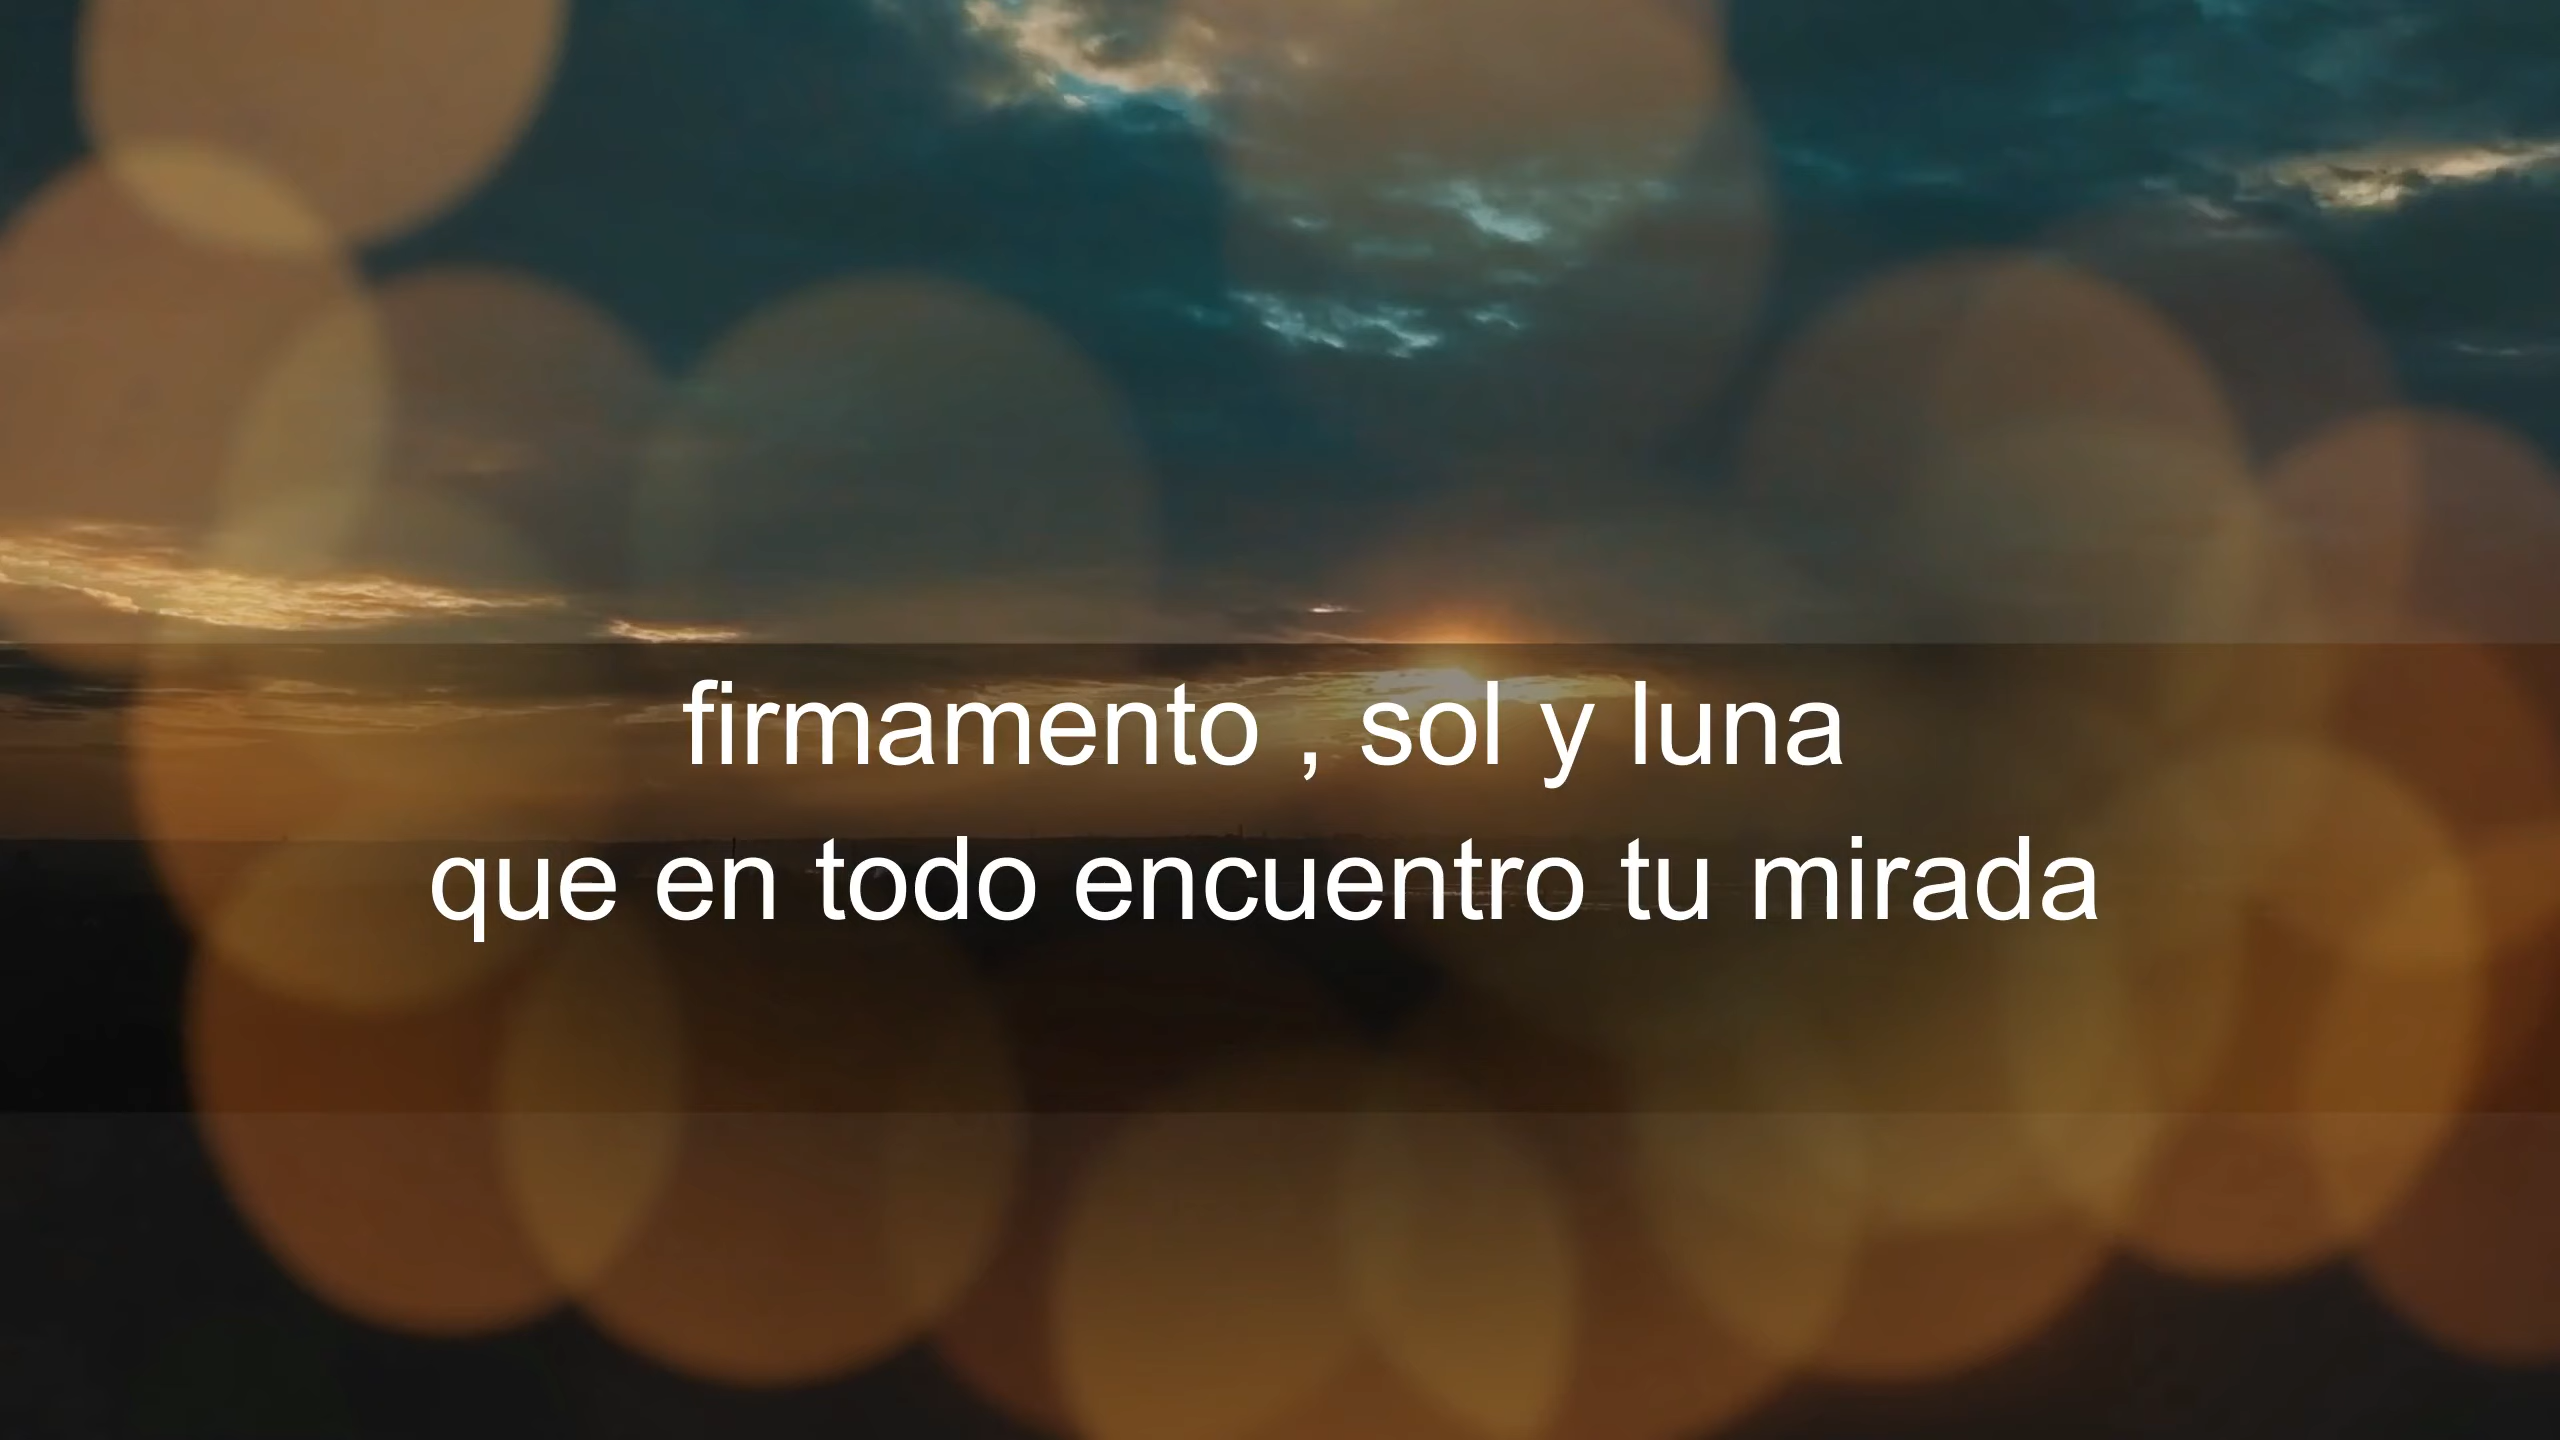 firmamento , sol y luna
que en todo encuentro tu mirada